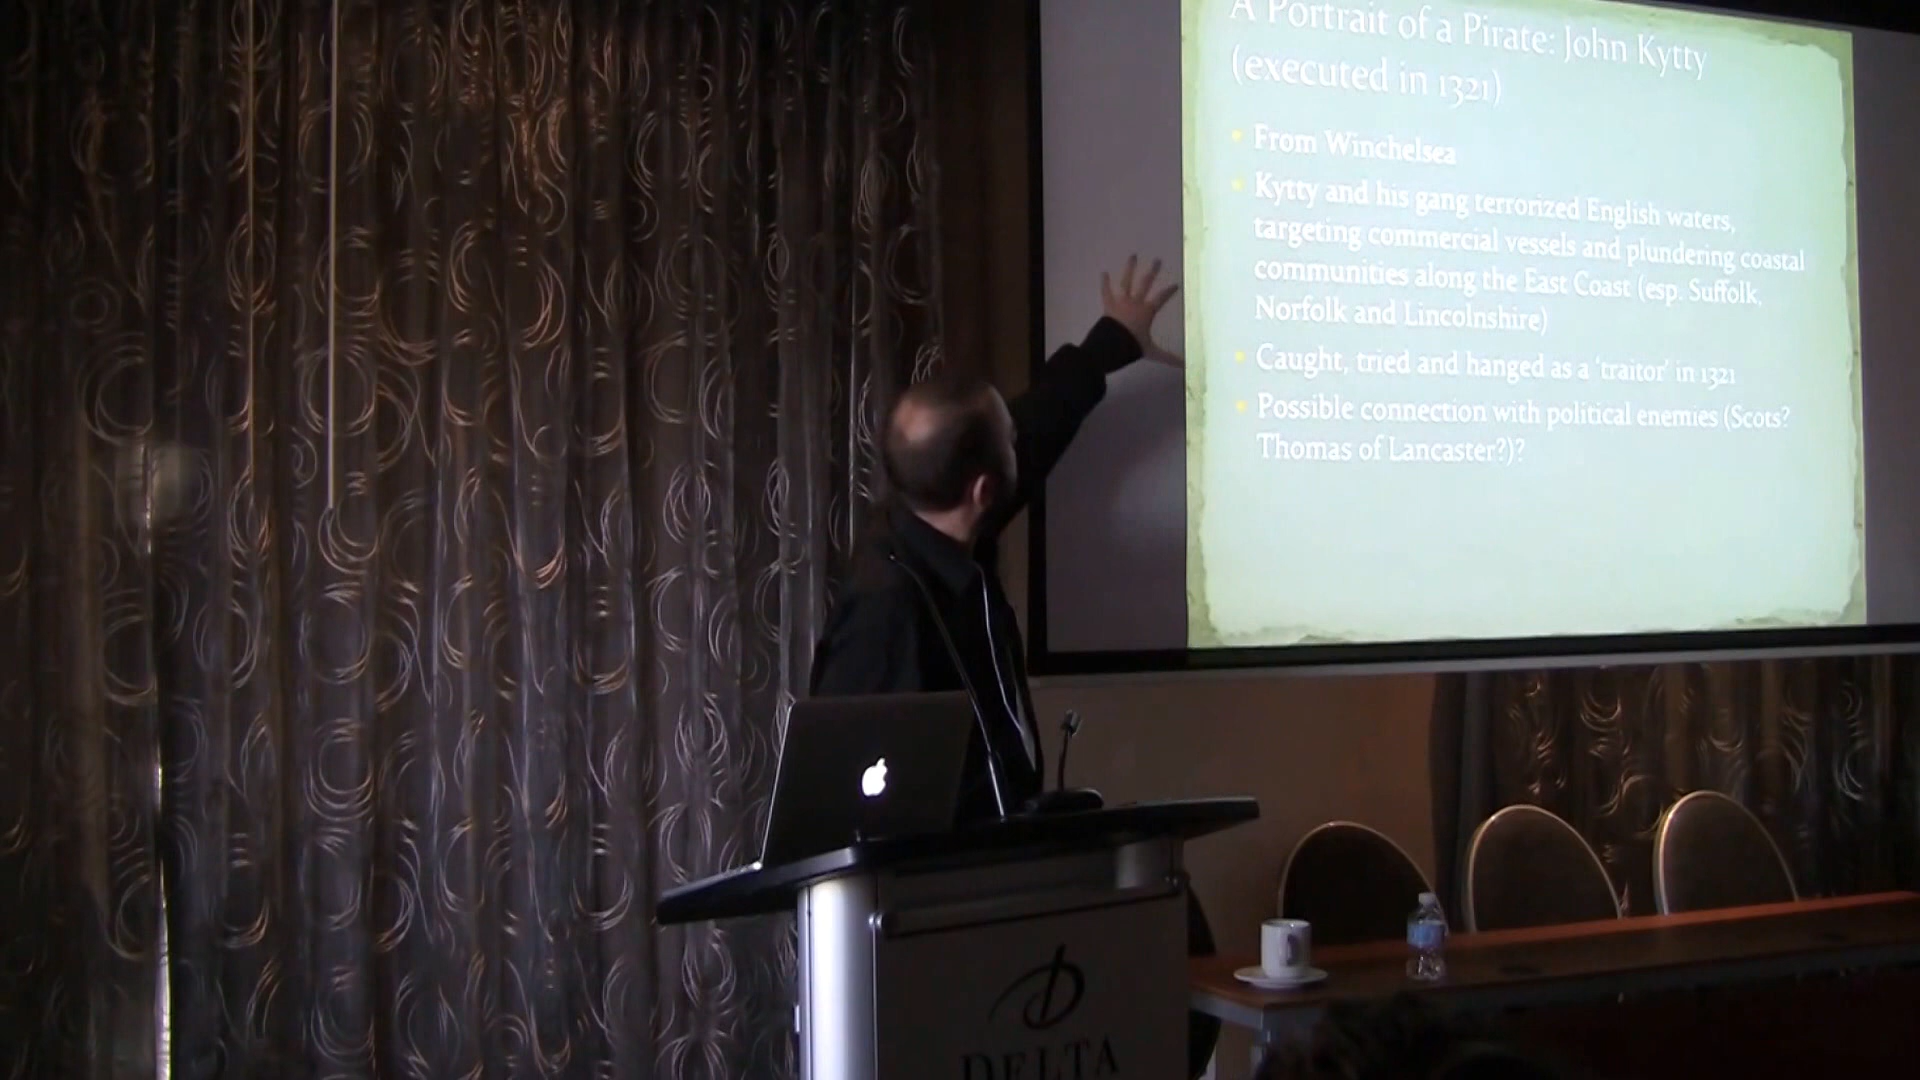 A Portrait of a Pirate: John Kytty
(executed in 1321)
From Winchelsea
Kytty and his gang terrorized English waters,
targeting commercial vessels and plundering coastal
communities along the East Coast (esp. Suffolk,
Norfolk and Lincolnshire)
Caught, tried and hanged as a 'traitor' in 1321
Possible connection with political enemies (Scots?
Thomas of Lancaster?)?
DELTA